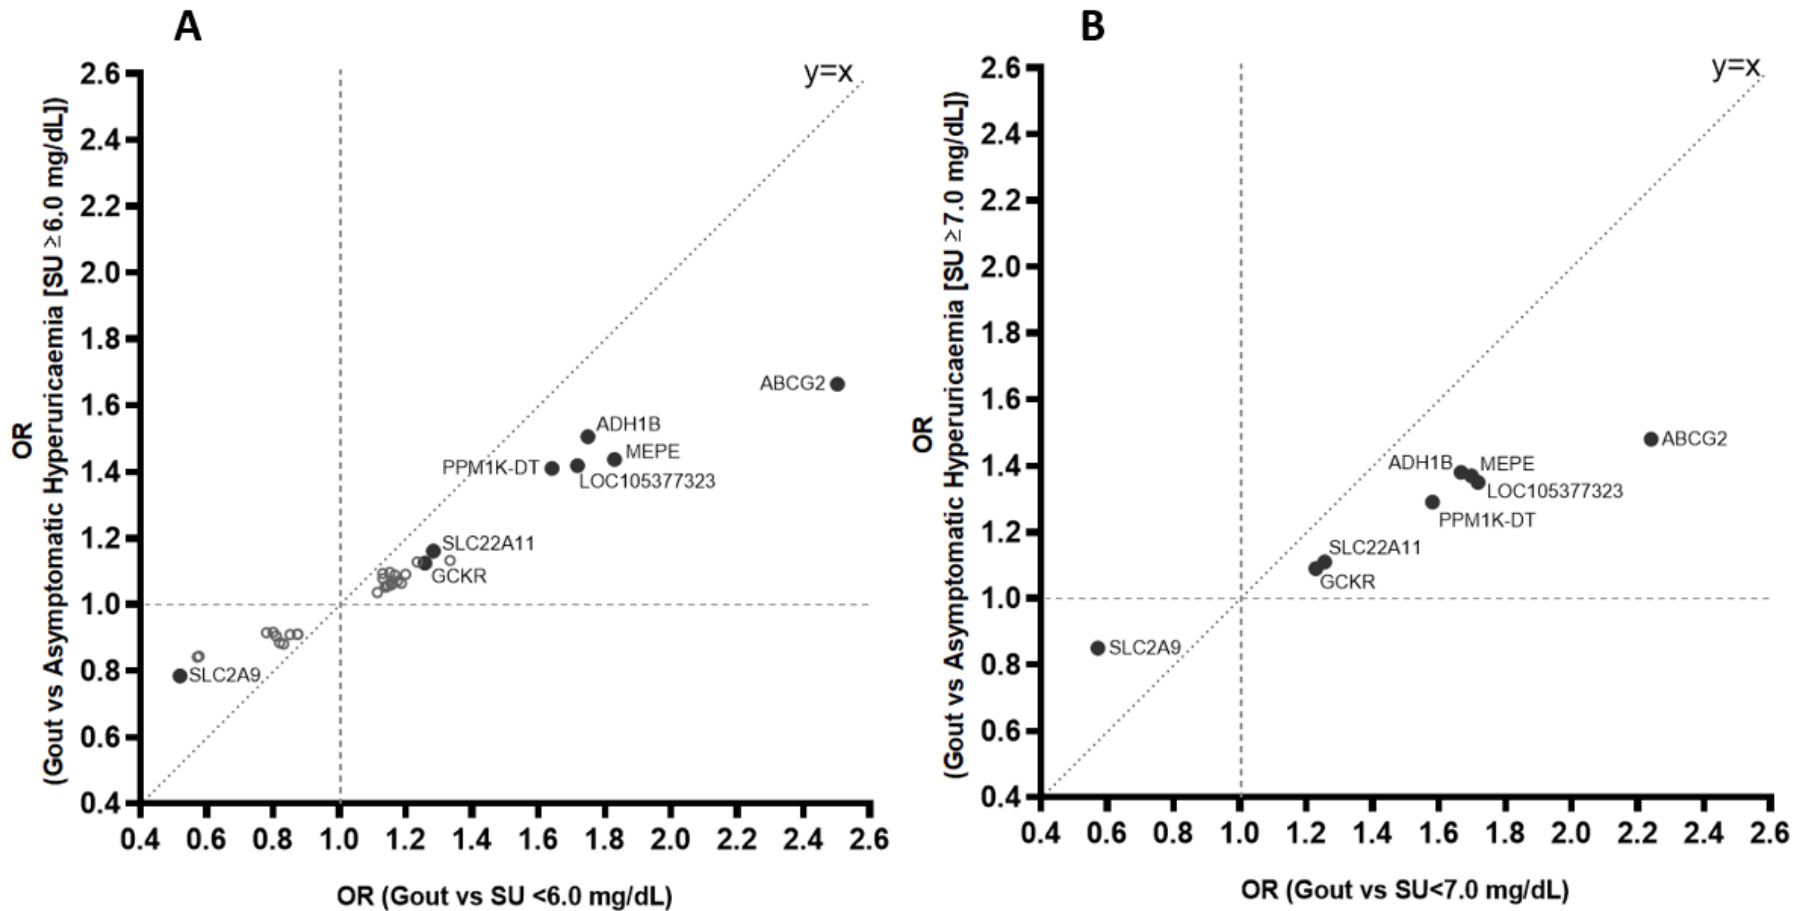 A
OR
(Gout vs Asymptomatic Hyperuricaemia [SU ≥6.0 mg/dL])
2.6
2.4
2.2
2.0
1.8
1.6
1.4
1.2
1.0
0.8
0.6
0.4
y=x
ABCG2
ADH1B
MEPE
PPM1K-DT
LOC105377323
SLC22A11
GCKR
SLC2A9
0.4 0.6 0.8 1.0 1.2 1.4 1.6 1.8 2.0 2.2 2.4 2.6
OR (Gout vs SU <6.0 mg/dL)
B
OR
(Gout vs Asymptomatic Hyperuricaemia [SU ≥7.0 mg/dL])
2.6
2.4
2.2
2.0
1.8
1.6
1.4
1.2
1.0
0.8
0.6
0.4
y=x
ABCG2
ADH1B
MEPE
LOC105377323
PPM1K-DT
SLC22A11
GCKR
SLC2A9
0.4 0.6 0.8 1.0 1.2 1.4 1.6 1.8 2.0 2.2 2.4 2.6
OR (Gout vs SU<7.0 mg/dL)